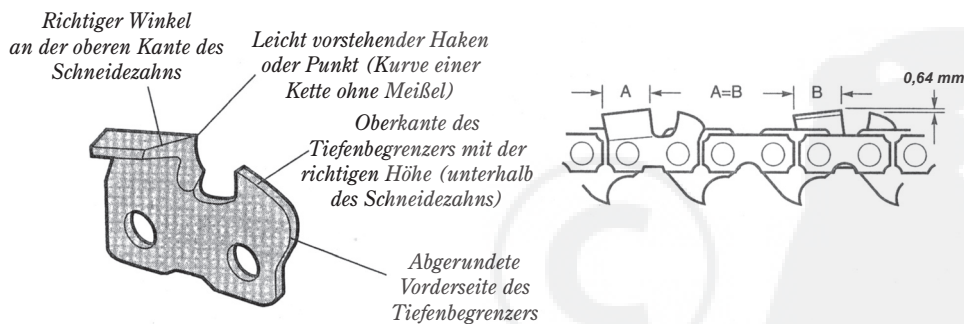 Richtiger Winkel
an der oberen Kante des
Schneidezahns
Leicht vorstehender Haken
oder Punkt (Kurve einer
Kette ohne Meißel)
Oberkante des
Tiefenbegrenzers mit der
richtigen Höhe (unterhalb
des Schneidezahns)
Abgerundete
Vorderseite des
Tiefenbegrenzers
A
A=B
B
0,64 mm
©